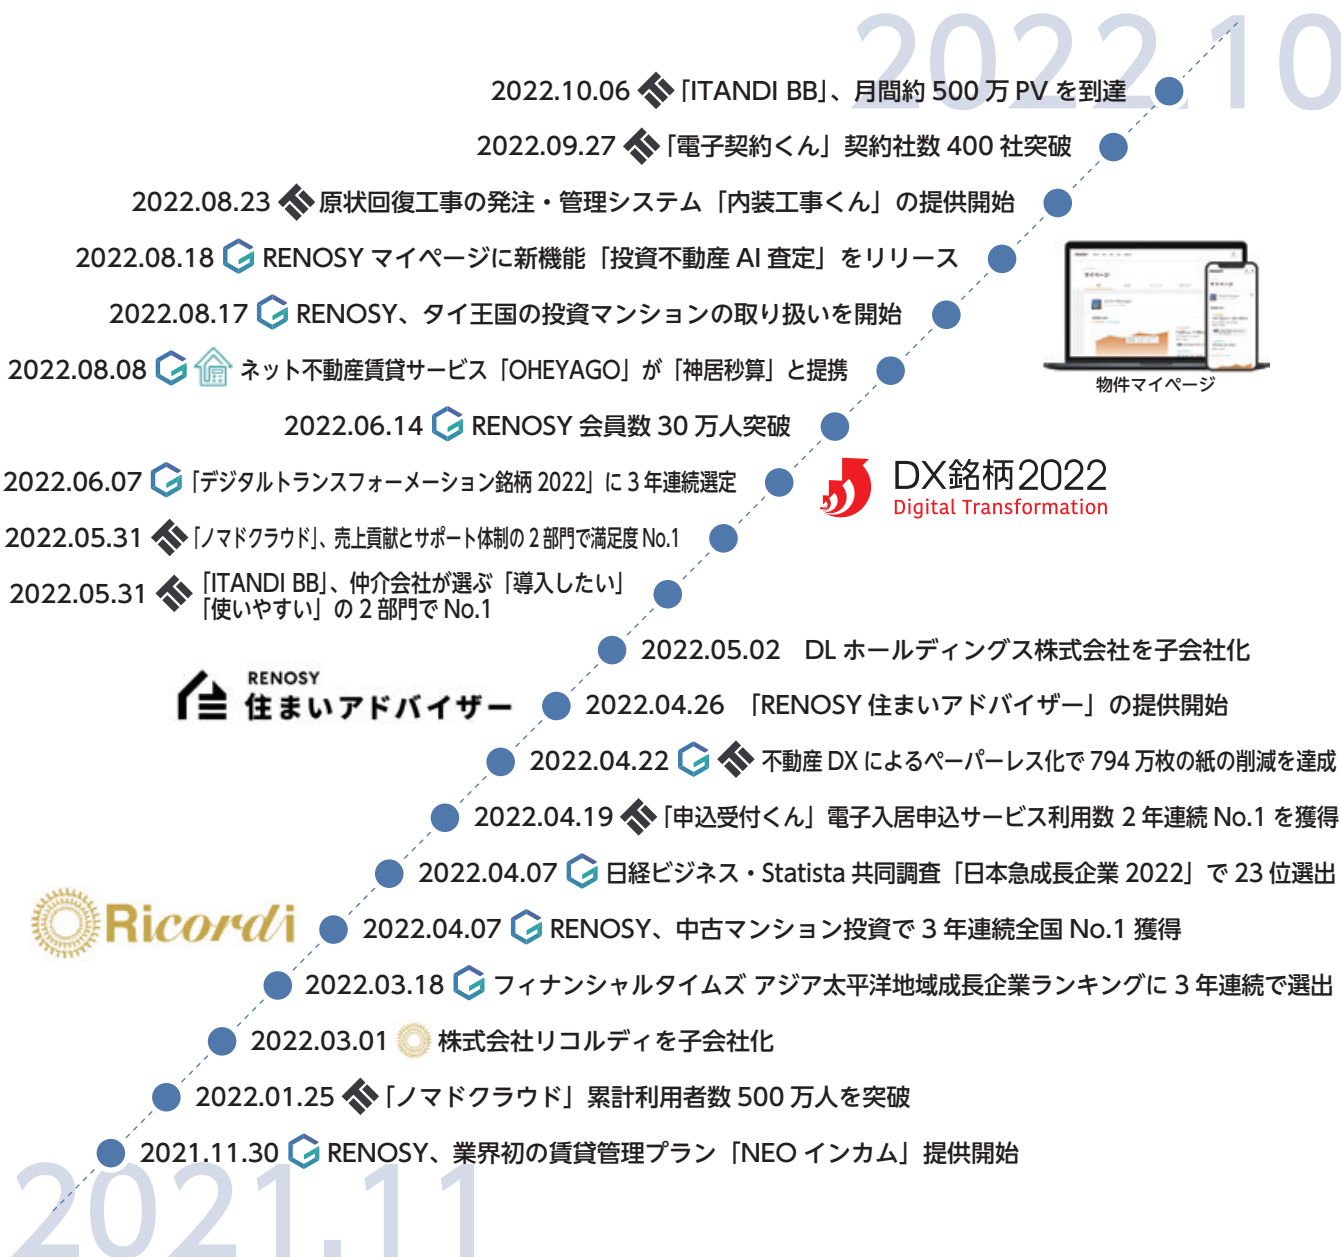 2022.10
2022.10.06 「ITANDI BB」、月間約 500 万 PV を到達
2022.09.27 「電子契約くん」契約社数 400 社突破
2022.08.23 原状回復工事の発注・管理システム「内装工事くん」の提供開始
2022.08.18 RENOSY マイページに新機能「投資不動産 AI 査定」をリリース
2022.08.17 RENOSY、タイ王国の投資マンションの取り扱いを開始
2022.08.08 ネット不動産賃貸サービス「OHEYAGO」が「神居秒算」と提携
物件マイページ
2022.06.14 RENOSY 会員数 30 万人突破
2022.06.07 「デジタルトランスフォーメーション銘柄 2022」に 3 年連続選定
DX銘柄2022
Digital Transformation
2022.05.31 「ノマドクラウド」、売上貢献とサポート体制の 2 部門で満足度 No.1
2022.05.31 「ITANDI BB」、仲介会社が選ぶ「導入したい」
「使いやすい」の 2 部門で No.1
2022.05.02 DL ホールディングス株式会社を子会社化
RENOSY
住まいアドバイザー
2022.04.26 「RENOSY 住まいアドバイザー」の提供開始
2022.04.22 不動産 DX によるペーパーレス化で 794 万枚の紙の削減を達成
2022.04.19 「申込受付くん」電子入居申込サービス利用数 2 年連続 No.1 を獲得
2022.04.07 日経ビジネス・Statista 共同調査「日本急成長企業 2022」で 23 位選出
Ricordi
2022.04.07 RENOSY、中古マンション投資で 3 年連続全国 No.1 獲得
2022.03.18 フィナンシャルタイムズ アジア太平洋地域成長企業ランキングに 3 年連続で選出
2022.03.01 株式会社リコルディを子会社化
2022.01.25 「ノマドクラウド」累計利用者数 500 万人を突破
2021.11.30 RENOSY、業界初の賃貸管理プラン「NEO インカム」提供開始
2021.11